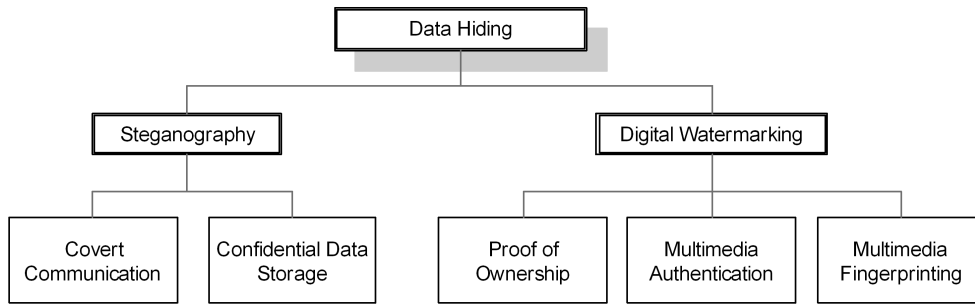 Data Hiding
Steganography
Digital Watermarking
Covert
Communication
Confidential Data
Storage
Proof of
Ownership
Multimedia
Authentication
Multimedia
Fingerprinting